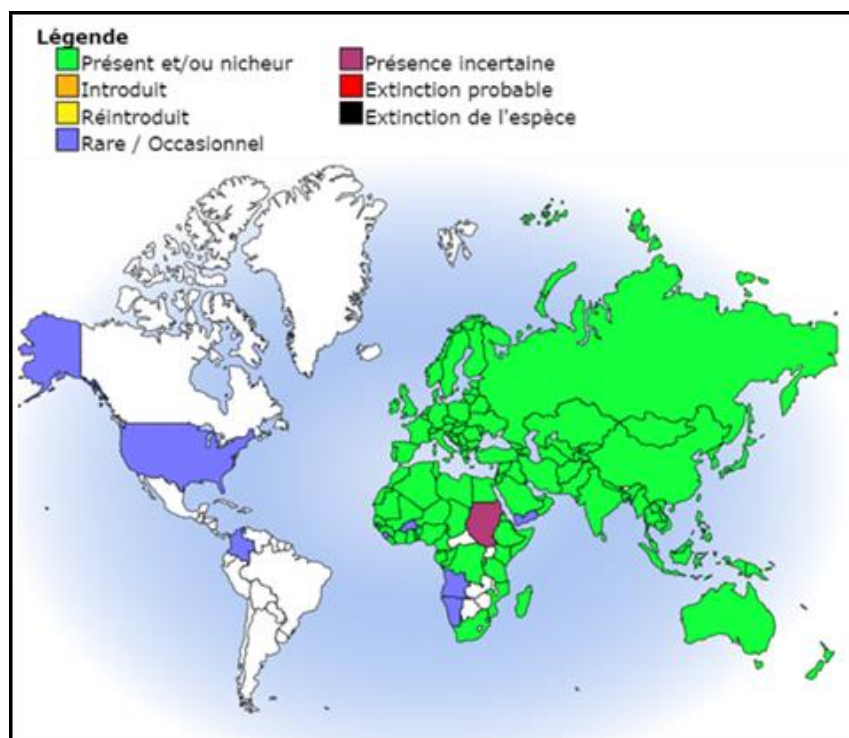 Légende
Présent et/ou nicheur
Introduit
Réintroduit
Rare / Occasionnel
Présence incertaine
Extinction probable
Extinction de l'espèce